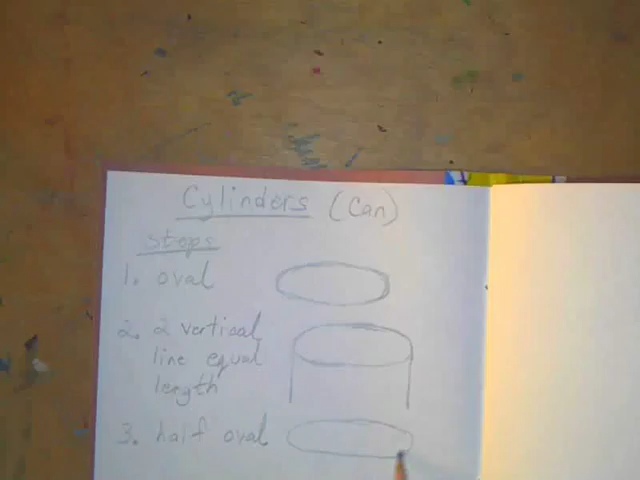 Cylinders (Can)
Steps
1. oval
2. 2 vertical
line equal
length
3. half oval